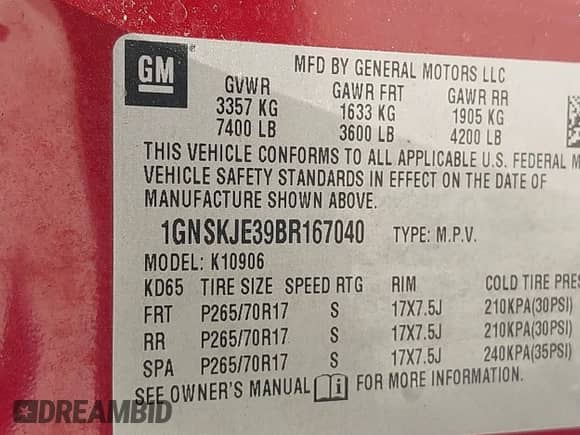 GM
MFD BY GENERAL MOTORS LLC
GVWR GAWR FRT GAWR RR
3357 KG 1633 KG 1905 KG
7400 LB 3600 LB 4200 LB
THIS VEHICLE CONFORMS TO ALL APPLICABLE U.S. FEDERAL M
VEHICLE SAFETY STANDARDS IN EFFECT ON THE DATE OF
MANUFACTURE SHOWN ABOVE.
1GNSKJE39BR167040 TYPE: M.P.V.
MODEL: K10906
KD65 TIRE SIZE SPEED RTG RIM COLD TIRE PRES
FRT P265/70R17 S 17X7.5J 210KPA(30PSI)
RR P265/70R17 S 17X7.5J 210KPA(30PSI)
SPA P265/70R17 S 17X7.5J 240KPA(35PSI)
SEE OWNER'S MANUAL FOR MORE INFORMATION.
DREAMBID